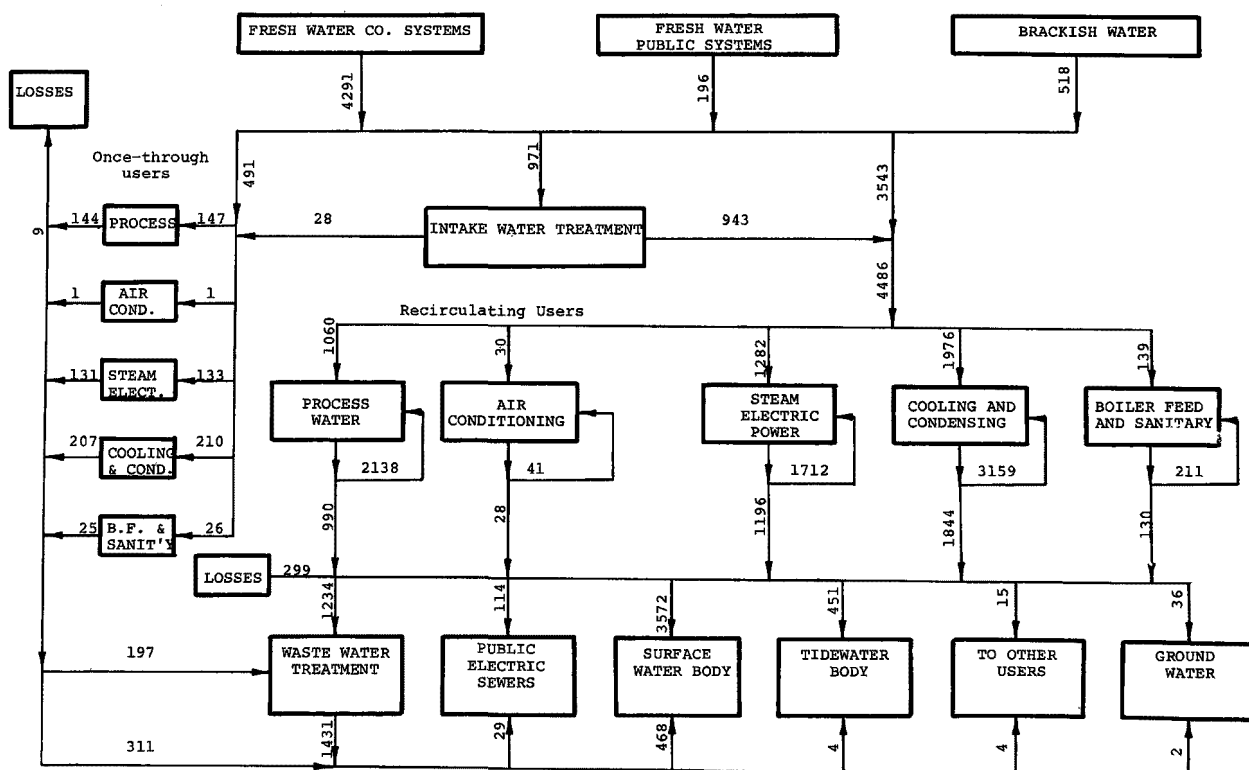 FRESH WATER CO. SYSTEMS
FRESH WATER
PUBLIC SYSTEMS
BRACKISH WATER
LOSSES
4291
196
518
Once-through
users
491
971
3543
9
144
PROCESS
147
28
INTAKE WATER TREATMENT
943
4486
1
AIR
COND.
1
Recirculating Users
1060
30
1282
1976
139
131
STEAM
ELECT.
133
PROCESS
WATER
AIR
CONDITIONING
STEAM
ELECTRIC
POWER
COOLING AND
CONDENSING
BOILER FEED
AND SANITARY
207
COOLING
& COND.
210
2138
41
1712
3159
211
25
B.F. &
SANIT'Y
26
990
28
1196
1844
130
LOSSES
299
1234
114
3572
451
15
36
197
WASTE WATER
TREATMENT
PUBLIC
ELECTRIC
SEWERS
SURFACE
WATER BODY
TIDEWATER
BODY
TO OTHER
USERS
GROUND
WATER
311
1431
29
468
4
4
2